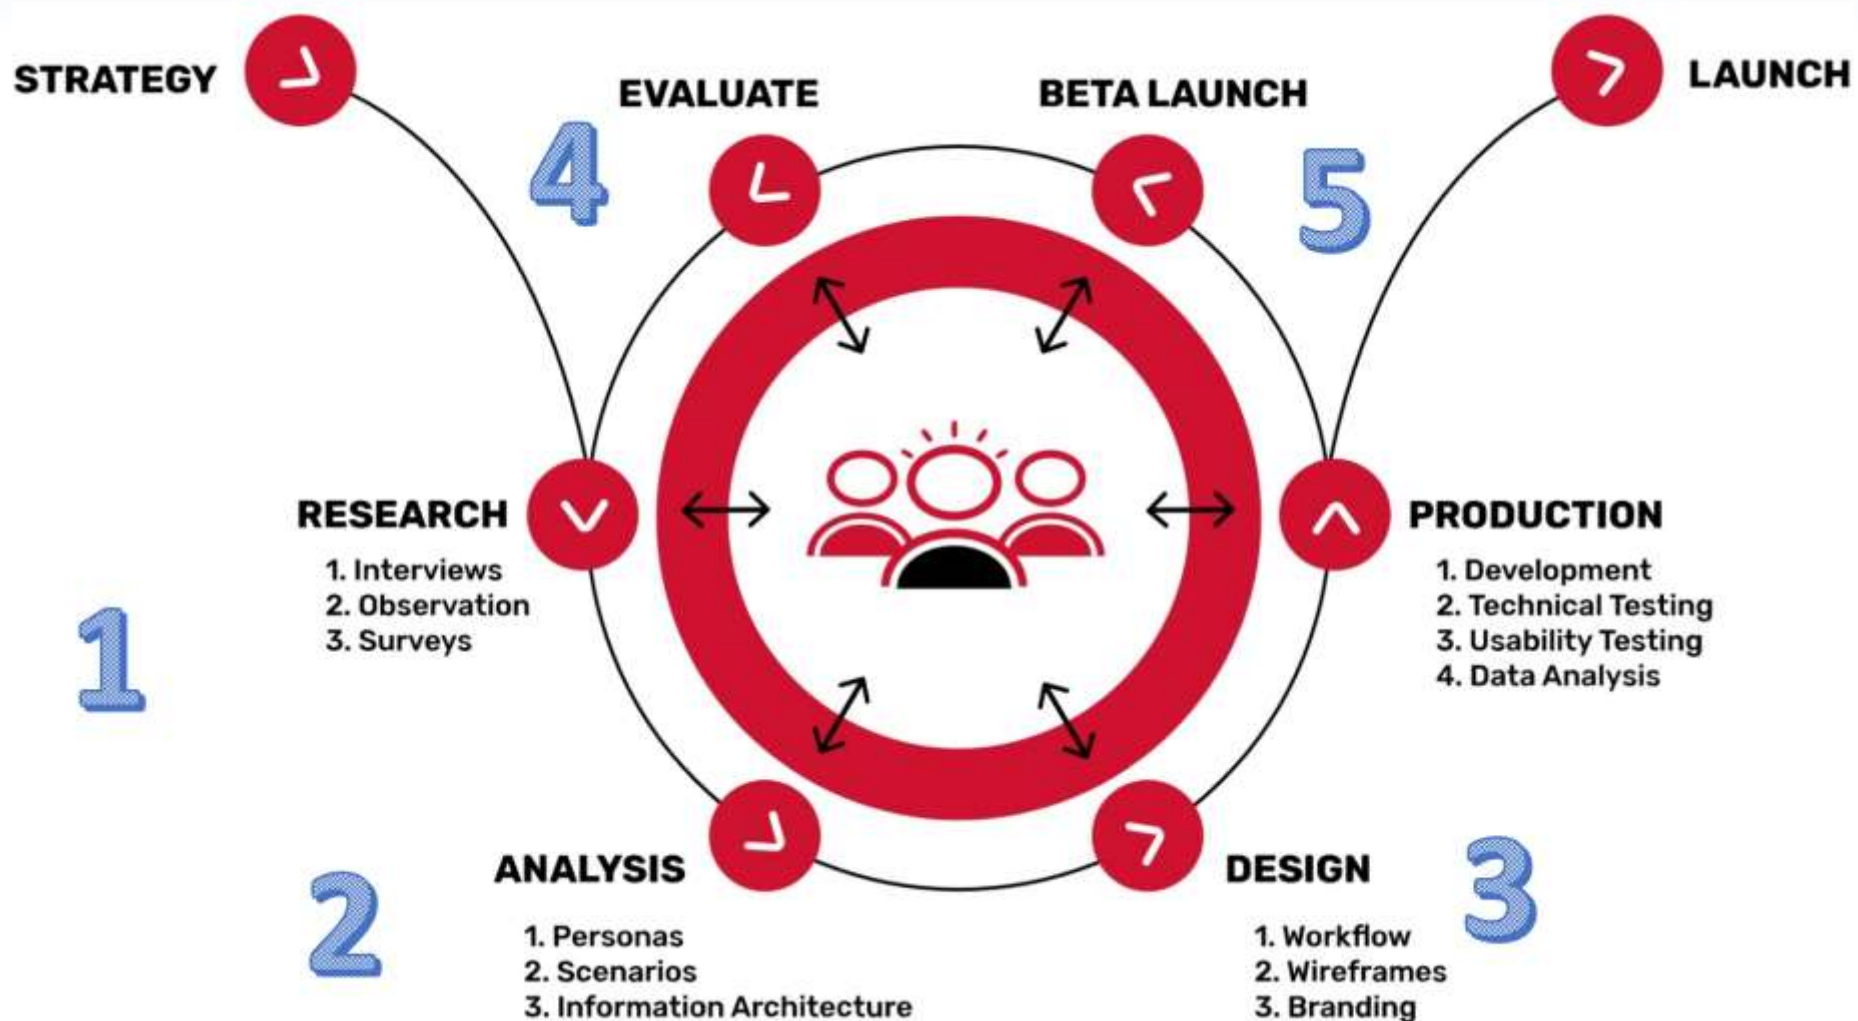 STRATEGY
LAUNCH
EVALUATE
BETA LAUNCH
4
5
RESEARCH
1. Interviews
2. Observation
3. Surveys
PRODUCTION
1. Development
2. Technical Testing
3. Usability Testing
4. Data Analysis
1
ANALYSIS
1. Personas
2. Scenarios
3. Information Architecture
2
DESIGN
1. Workflow
2. Wireframes
3. Branding
3